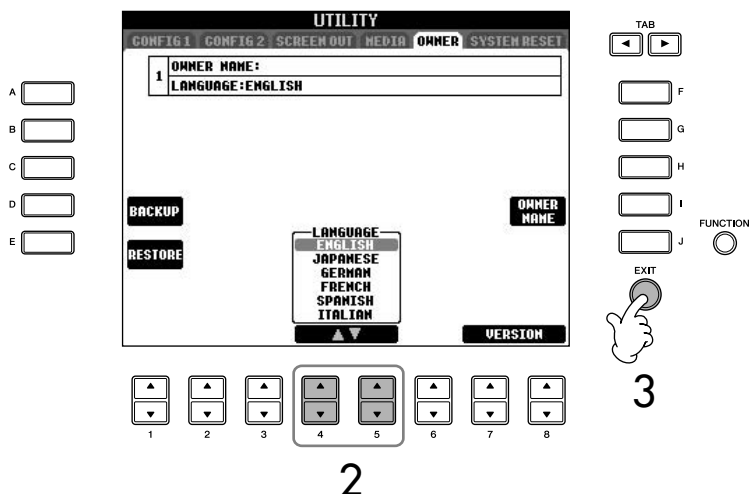 UTILITY
CONFIG 1 CONFIG 2 SCREEN OUT MEDIA OWNER SYSTEM RESET
TAB
1 OWNER NAME:
LANGUAGE:ENGLISH
A
B
C
D
E
F
G
H
I
J
BACKUP
RESTORE
OWNER
NAME
LANGUAGE
ENGLISH
JAPANESE
GERMAN
FRENCH
SPANISH
ITALIAN
VERSION
FUNCTION
EXIT
3
1 2 3 4 5 6 7 8
2